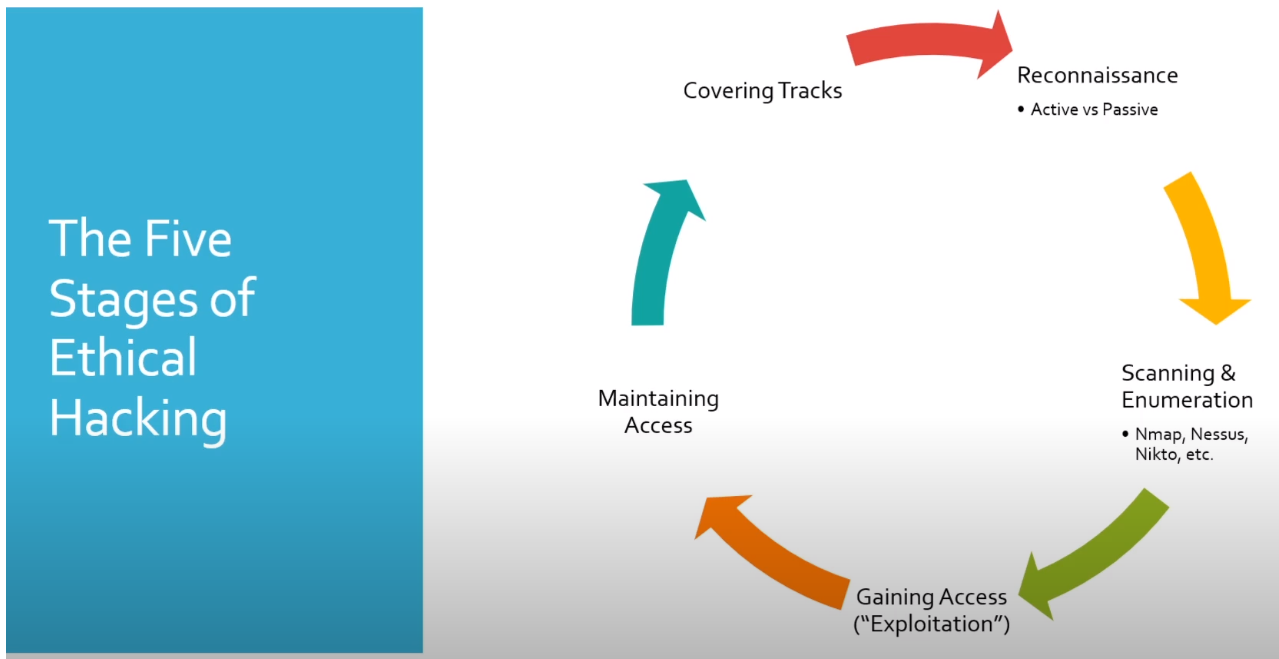 The Five
Stages of
Ethical
Hacking
Reconnaissance
• Active vs Passive
Scanning &
Enumeration
• Nmap, Nessus,
Nikto, etc.
Gaining Access
(“Exploitation”)
Maintaining
Access
Covering Tracks